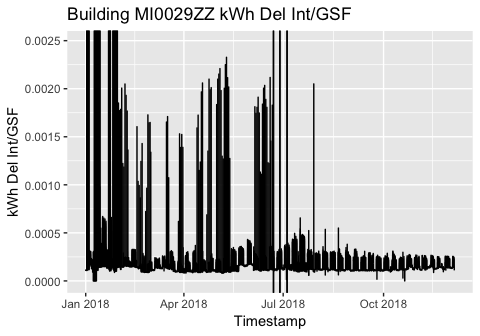 Building MI0029ZZ kWh Del Int/GSF
kWh Del Int/GSF
0.0025
0.0020
0.0015
0.0010
0.0005
0.0000
Jan 2018 Apr 2018 Jul 2018 Oct 2018
Timestamp